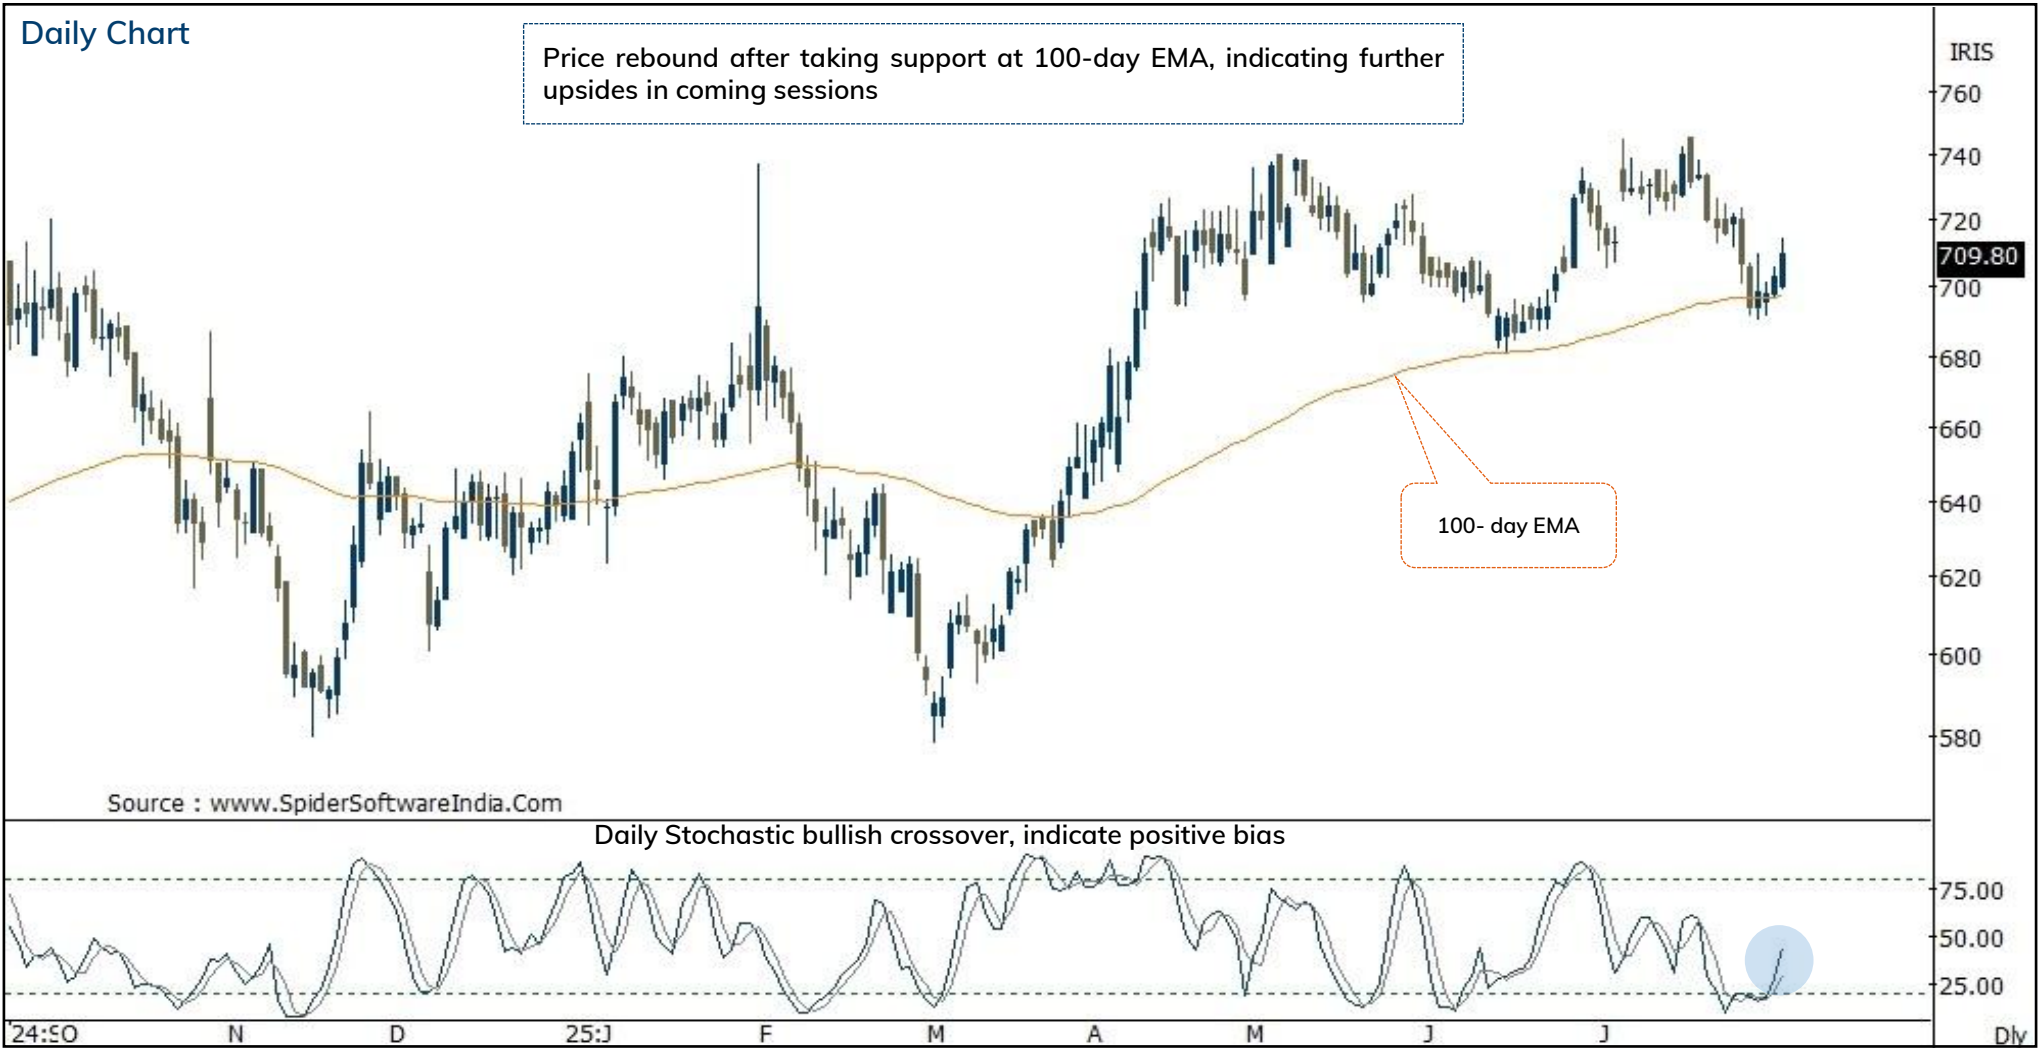 Daily Chart
Price rebound after taking support at 100-day EMA, indicating further
upsides in coming sessions
IRIS
760
740
720
709.80
700
680
660
640
620
600
580
100- day EMA
Source : www.SpiderSoftwareIndia.Com
Daily Stochastic bullish crossover, indicate positive bias
75.00
50.00
25.00
N D 25:J F M A M J J Dly